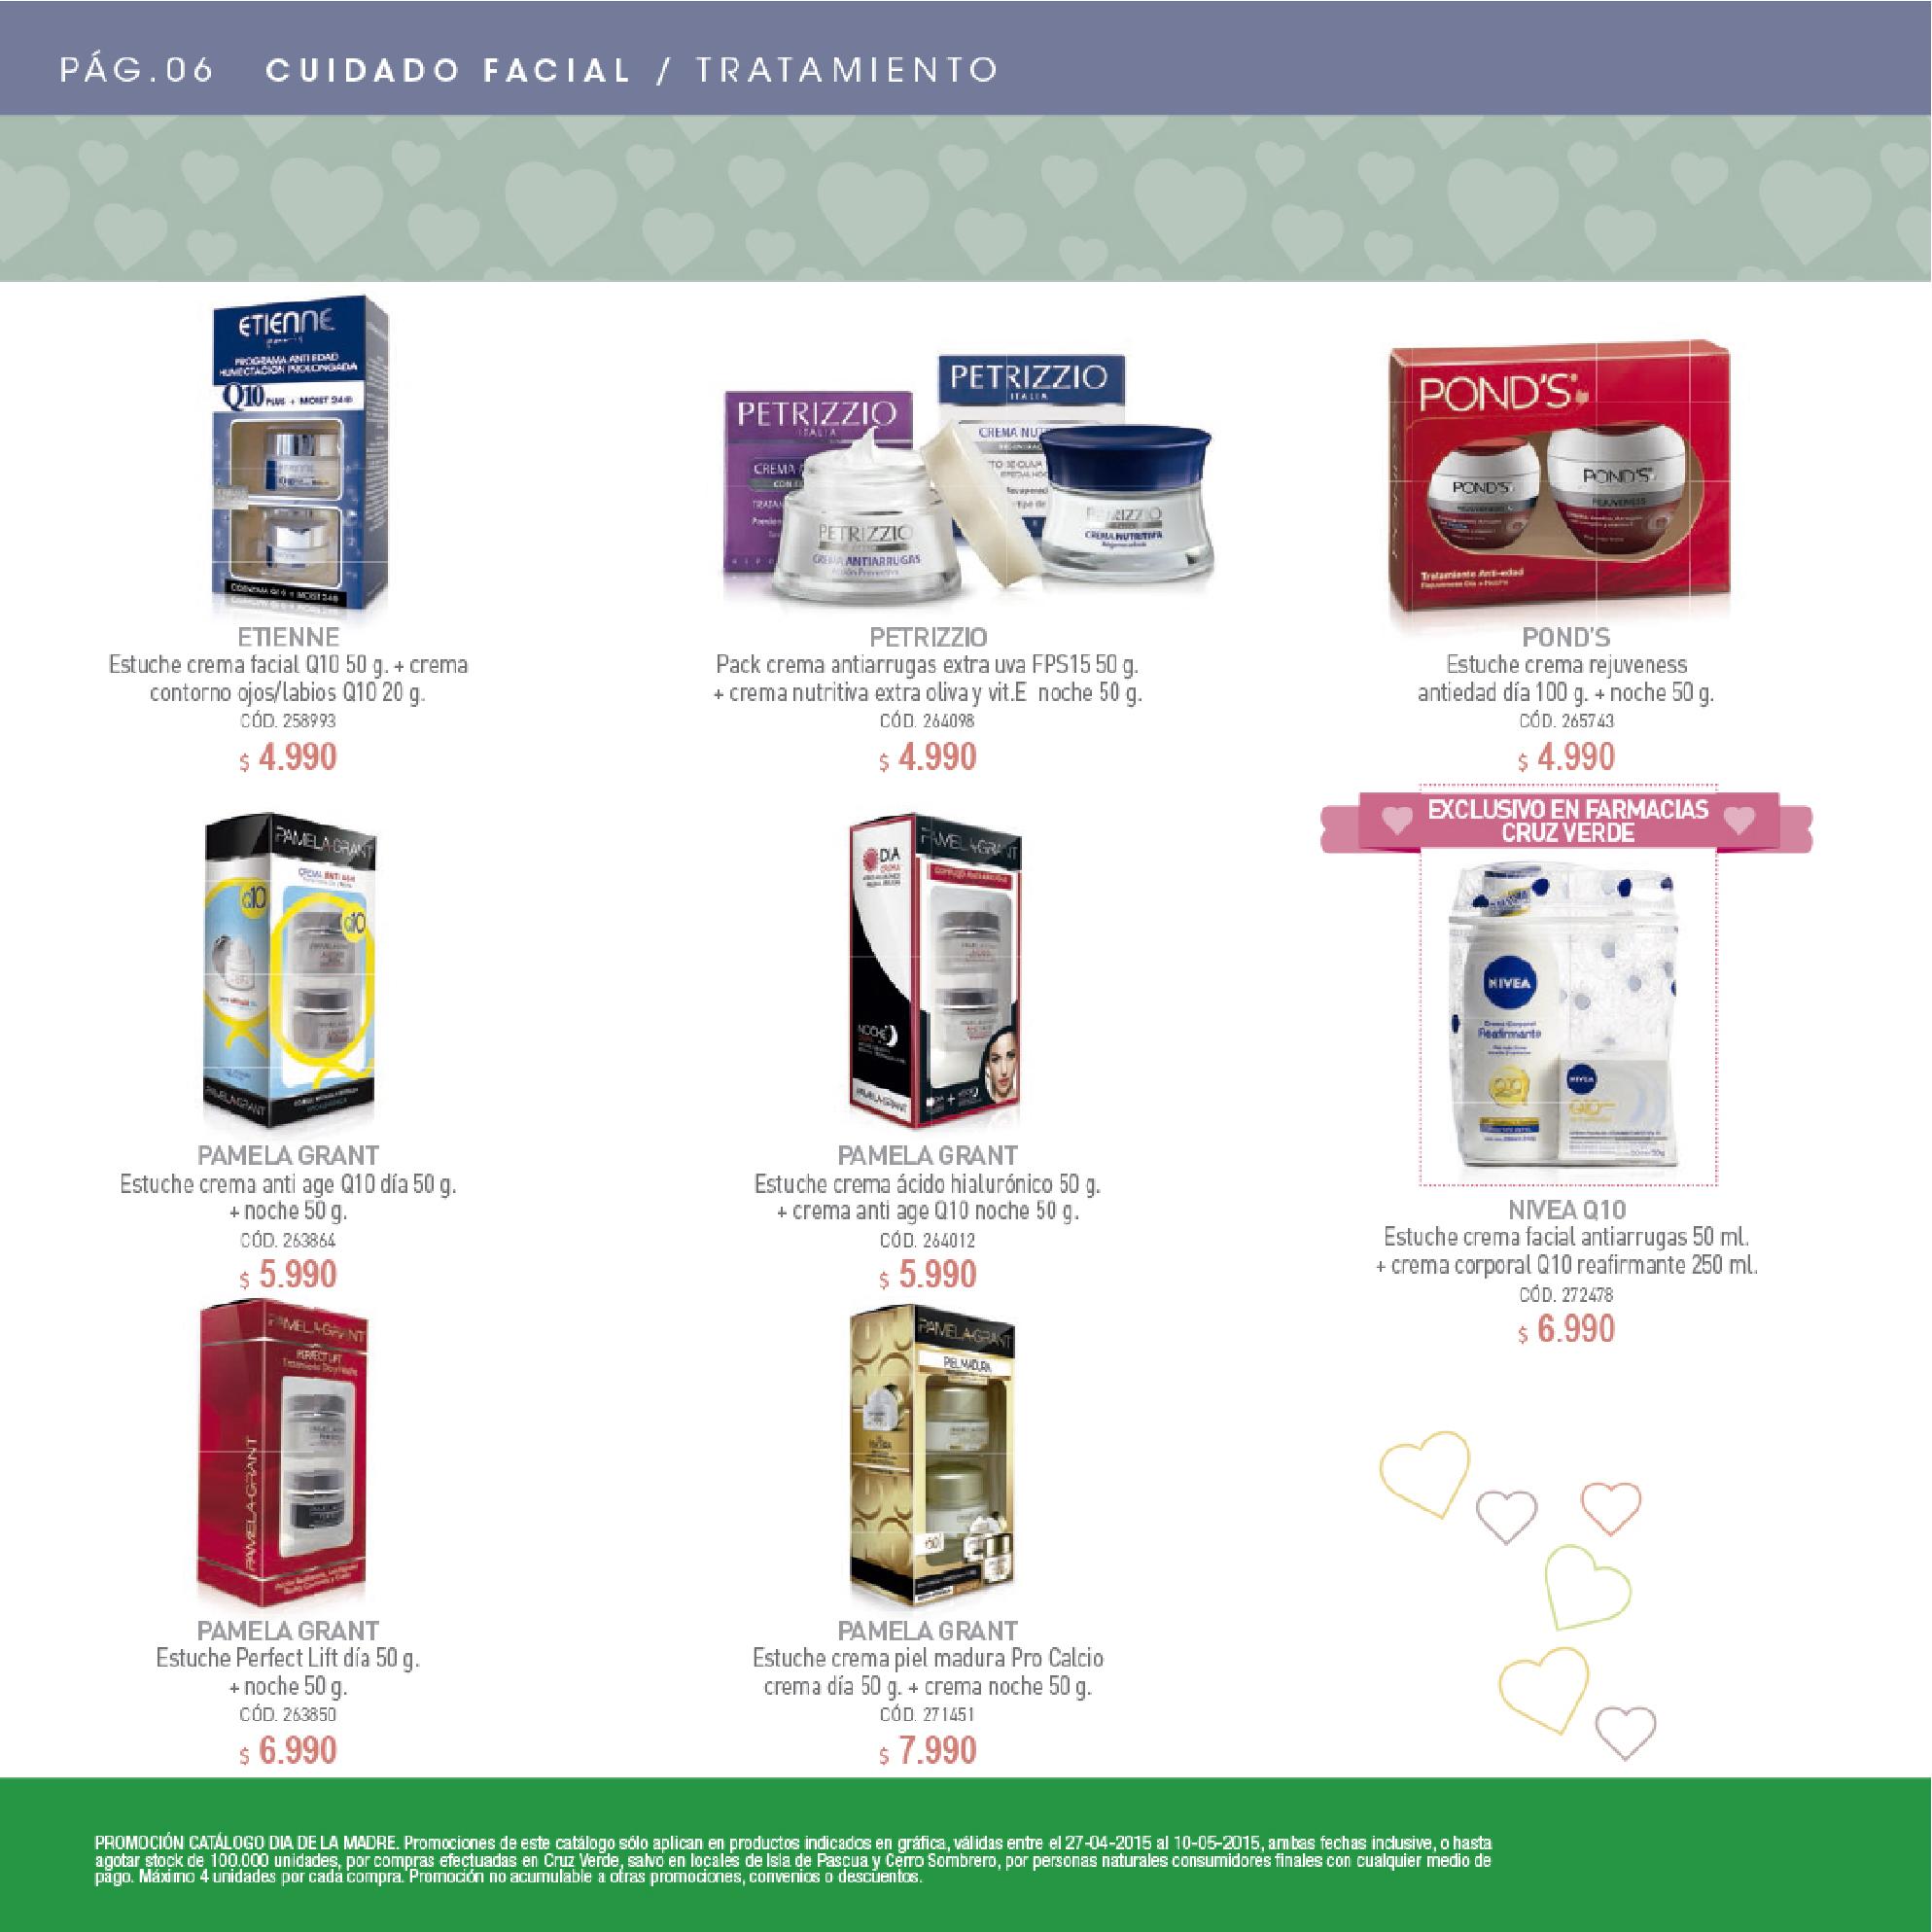 PÁG.06 CUIDADO FACIAL / TRATAMIENTO
ETIENNE
PROGRAMA ANTIEDAD
HUMECTACIÓN PROLONGADA
Q10 PLUS + MOIST 24H
PETRIZZIO
ITALIA
PETRIZZIO
ITALIA
PETRIZZIO
CREMA ANTIARRUGAS
CREMA NUTRITIVA
POND'S
POND'S
POND'S
REJUVENESS
Tratamiento Anti-edad
ETIENNE
Estuche crema facial Q10 50 g. + crema
contorno ojos/labios Q10 20 g.
CÓD. 258993
$ 4.990
PETRIZZIO
Pack crema antiarrugas extra uva FPS15 50 g.
+ crema nutritiva extra oliva y vit.E noche 50 g.
CÓD. 264098
$ 4.990
POND'S
Estuche crema rejuveness
antiedad día 100 g. + noche 50 g.
CÓD. 265743
$ 4.990
PAMELA GRANT
CREMA ANTI AGE
Q10
Q10
PAMELA GRANT
PAMELA GRANT
DIA
NOCHE
PAMELA GRANT
EXCLUSIVO EN FARMACIAS
CRUZ VERDE
NIVEA
Reafirmante
Q10
NIVEA
Q10
PAMELA GRANT
Estuche crema anti age Q10 día 50 g.
+ noche 50 g.
CÓD. 263864
$ 5.990
PAMELA GRANT
Estuche crema ácido hialurónico 50 g.
+ crema anti age Q10 noche 50 g.
CÓD. 264012
$ 5.990
NIVEA Q10
Estuche crema facial antiarrugas 50 ml.
+ crema corporal Q10 reafirmante 250 ml.
CÓD. 272478
$ 6.990
PAMELA GRANT
PERFECT LIFT
PAMELA GRANT
PAMELA GRANT
PIEL MADURA
PAMELA GRANT
Estuche Perfect Lift día 50 g.
+ noche 50 g.
CÓD. 263850
$ 6.990
PAMELA GRANT
Estuche crema piel madura Pro Calcio
crema día 50 g. + crema noche 50 g.
CÓD. 271451
$ 7.990
PROMOCIÓN CATÁLOGO DIA DE LA MADRE. Promociones de este catálogo sólo aplican en productos indicados en gráfica, válidas entre el 27-04-2015 al 10-05-2015, ambas fechas inclusive, o hasta
agotar stock de 100.000 unidades, por compras efectuadas en Cruz Verde, salvo en locales de Isla de Pascua y Cerro Sombrero, por personas naturales consumidores finales con cualquier medio de
pago. Máximo 4 unidades por cada compra. Promoción no acumulable a otras promociones, convenios o descuentos.